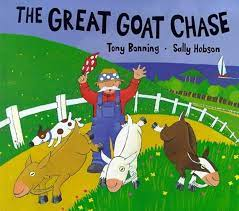 THE GREAT GOAT CHASE
Tony Bonning • Sally Hobson